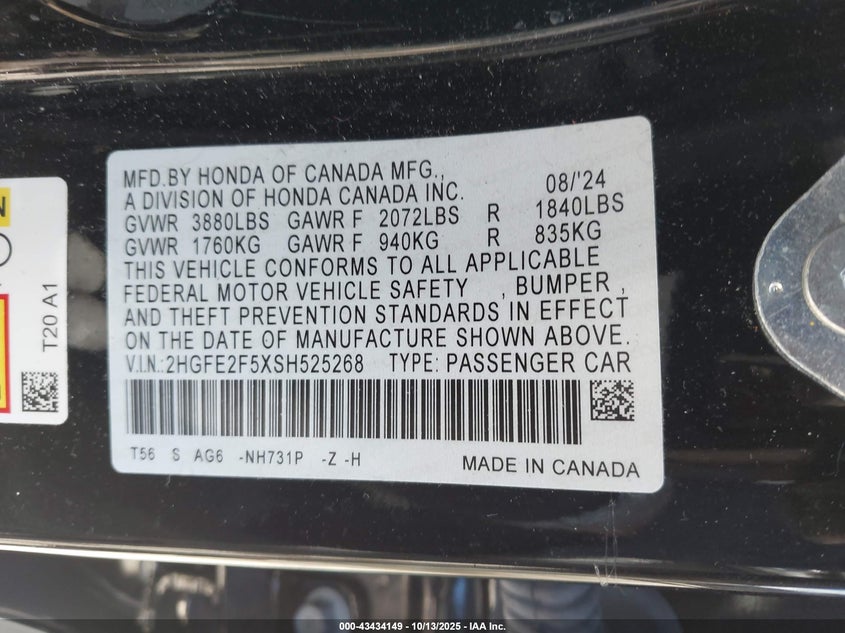 MFD.BY HONDA OF CANADA MFG.,
A DIVISION OF HONDA CANADA INC. 08/'24
GVWR 3880LBS GAWR F 2072LBS R 1840LBS
GVWR 1760KG GAWR F 940KG R 835KG
THIS VEHICLE CONFORMS TO ALL APPLICABLE
FEDERAL MOTOR VEHICLE SAFETY , BUMPER ,
AND THEFT PREVENTION STANDARDS IN EFFECT
ON THE DATE OF MANUFACTURE SHOWN ABOVE.
V.I.N.:2HGFE2F5XSH525268 TYPE: PASSENGER CAR
T56 S AG6 -NH731P -Z -H
MADE IN CANADA
T20 A1
000-43434149 - 10/13/2025 - IAA Inc.